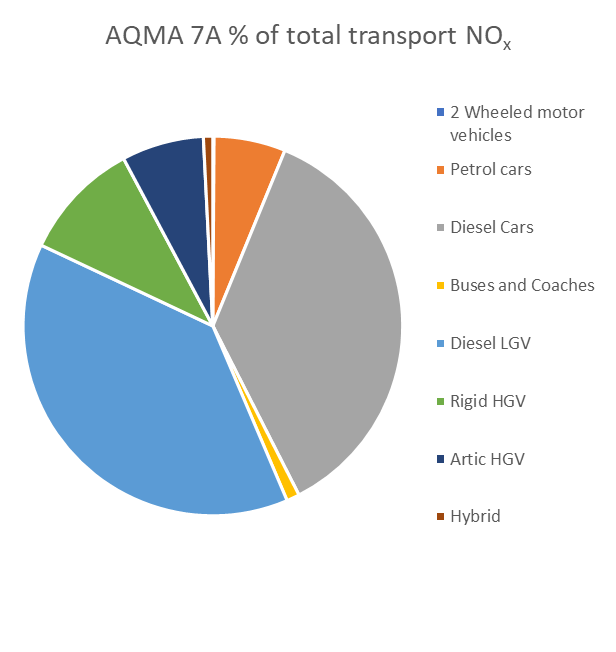 AQMA 7A % of total transport NOx
2 Wheeled motor
vehicles
Petrol cars
Diesel Cars
Buses and Coaches
Diesel LGV
Rigid HGV
Artic HGV
Hybrid